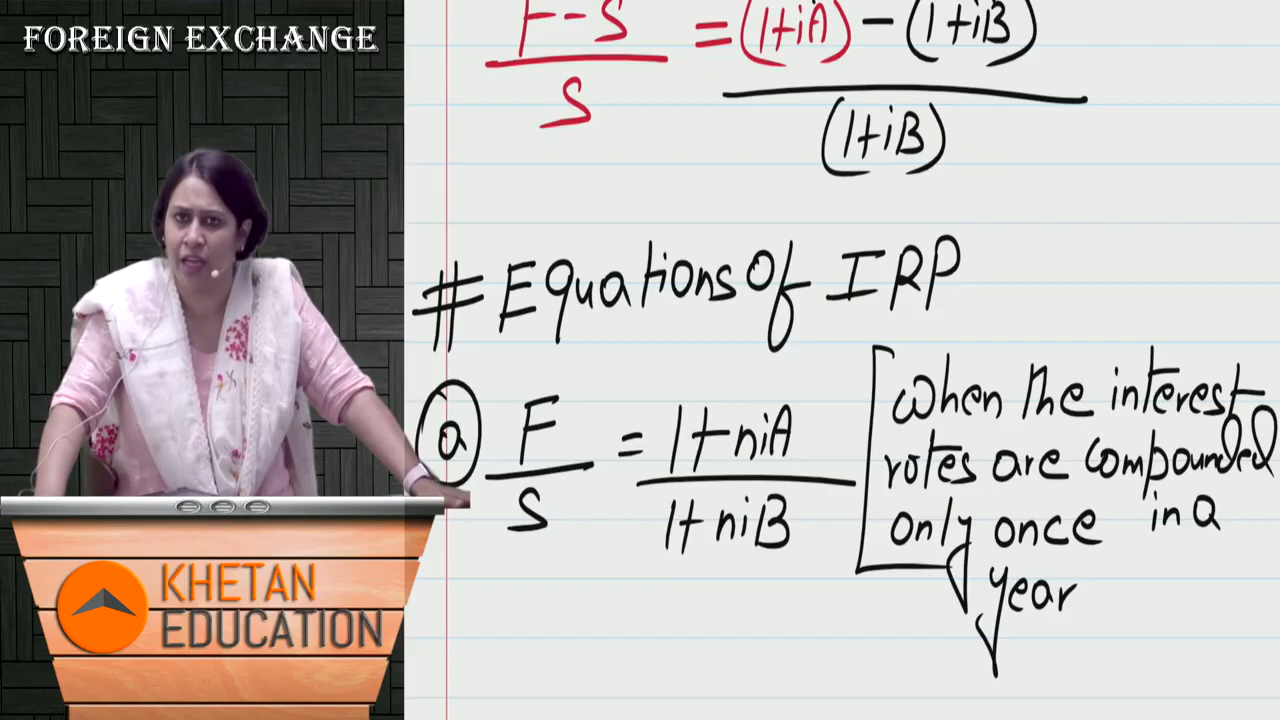 FOREIGN EXCHANGE
F-S/S = (1+iA) - (1+iB)/(1+iB)
# Equations Of IRP
(a) F/S = 1+niA/1+niB
[When the interest
rates are compounded
only once in a
year
KHETAN
EDUCATION